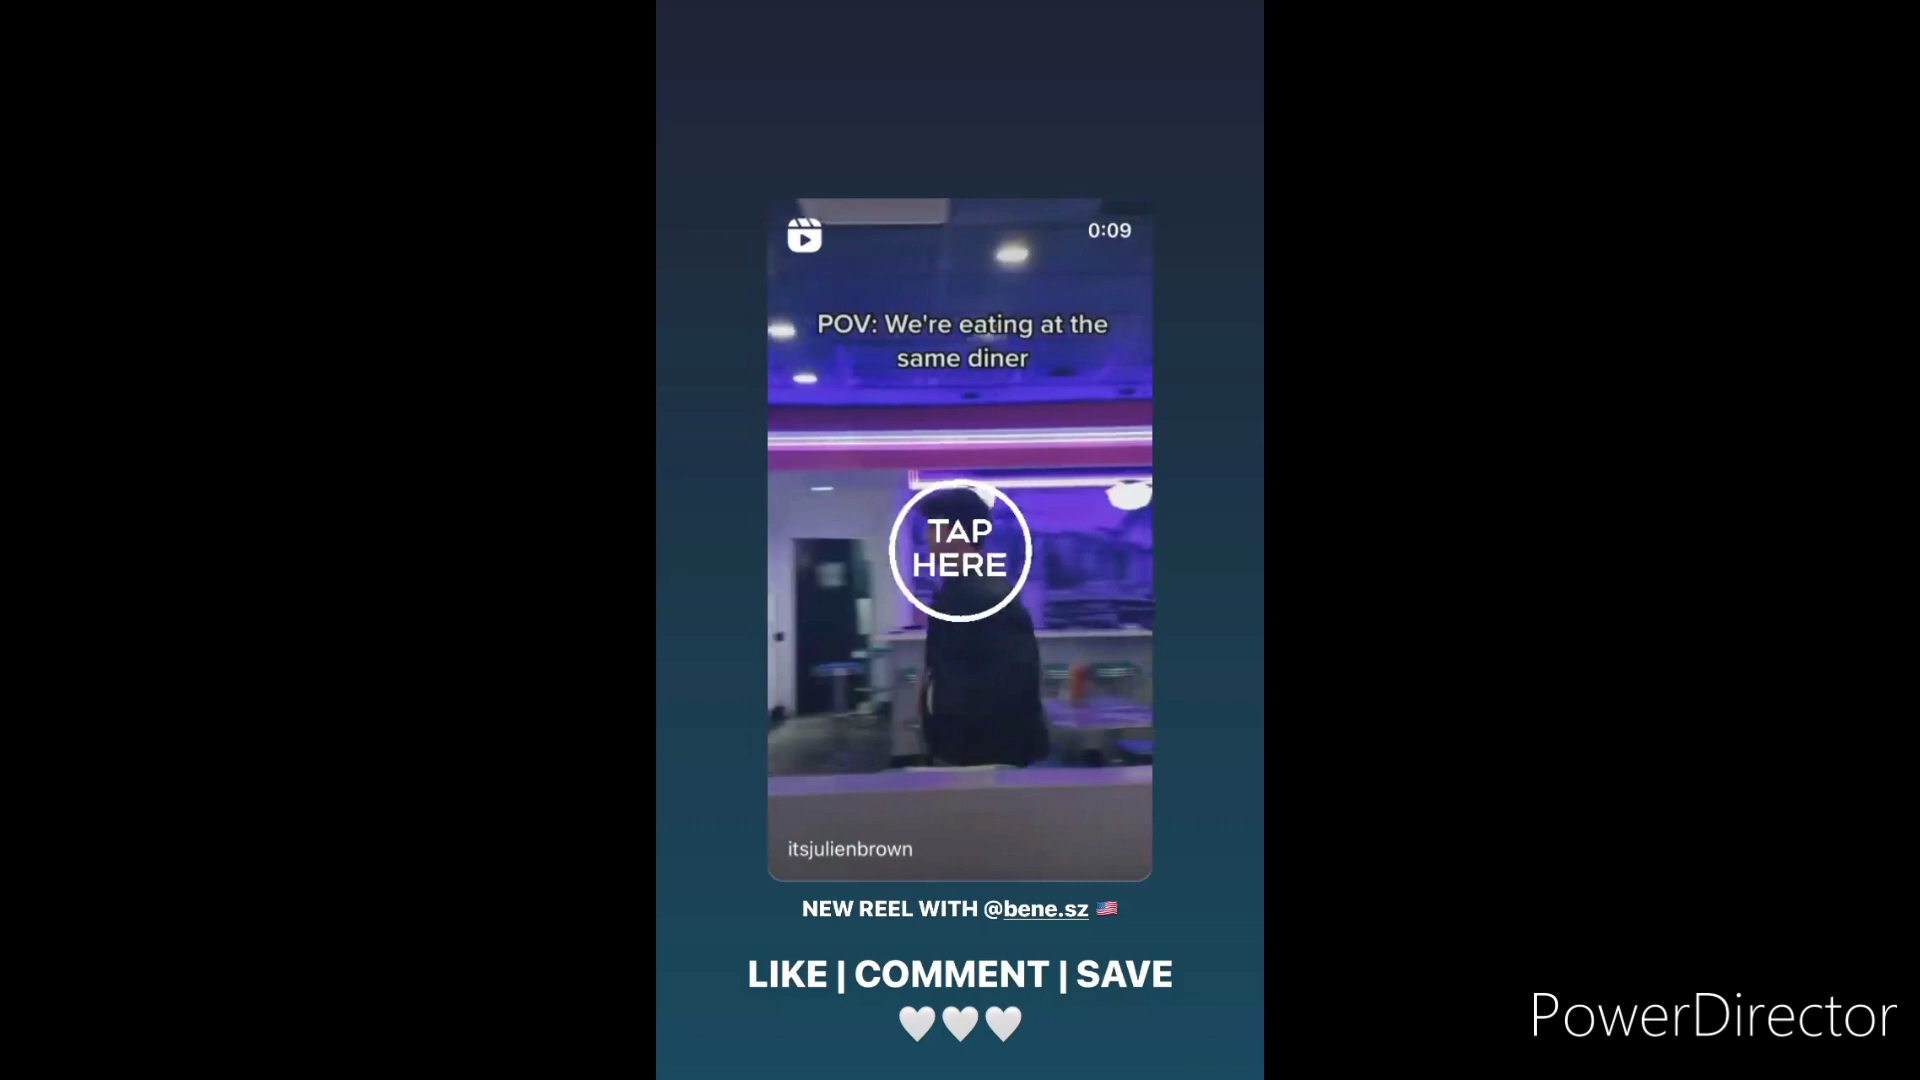 0:09
POV: We're eating at the
same diner
TAP
HERE
itsjulienbrown
NEW REEL WITH @bene.sz 🇺🇸
LIKE | COMMENT | SAVE
🤍🤍🤍
PowerDirector